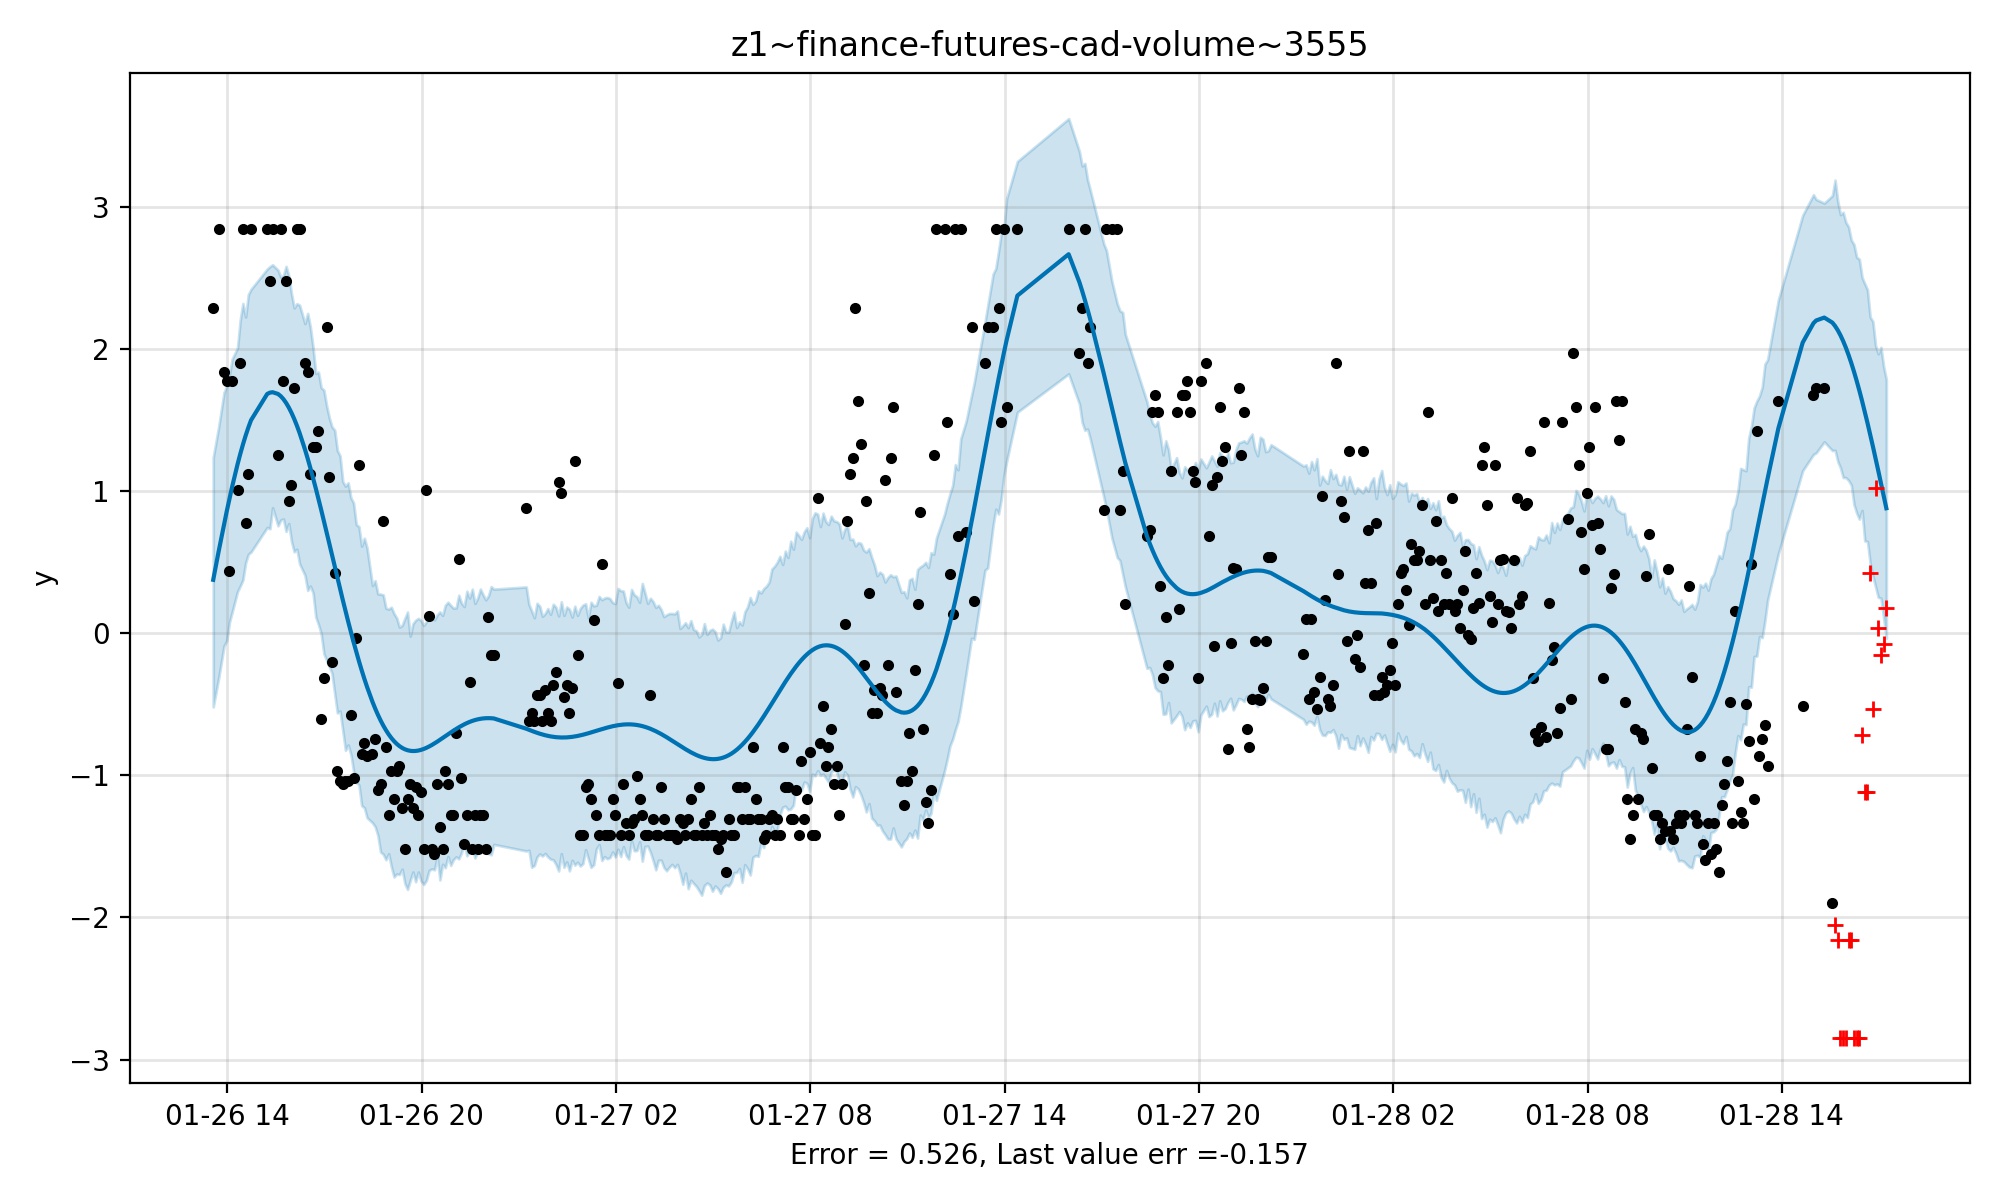 z1~finance-futures-cad-volume~3555
y
3
2
1
0
−1
−2
−3
01-26 14 01-26 20 01-27 02 01-27 08 01-27 14 01-27 20 01-28 02 01-28 08 01-28 14
Error = 0.526, Last value err =-0.157